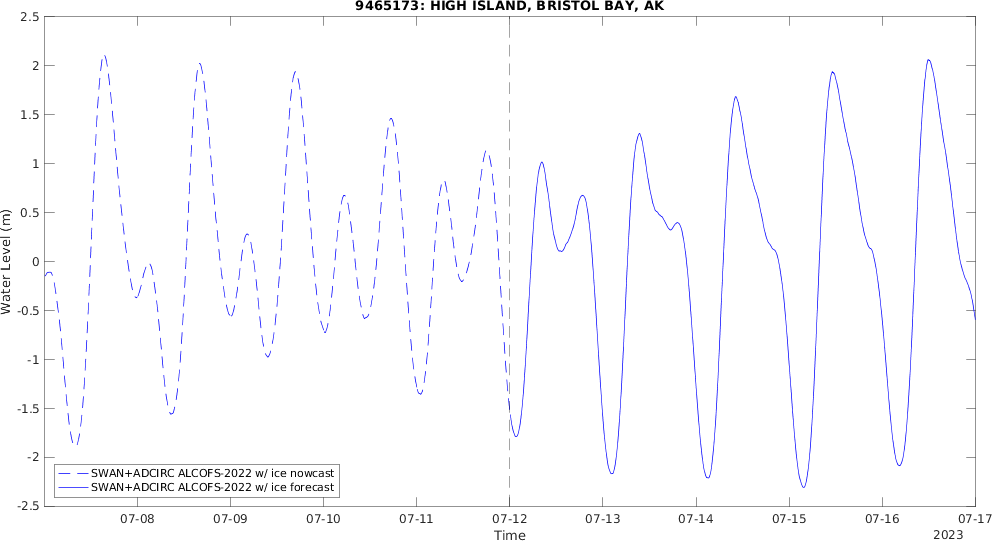 9465173: HIGH ISLAND, BRISTOL BAY, AK
2.5
2
1.5
1
0.5
0
-0.5
-1
-1.5
-2
-2.5
Water Level (m)
SWAN+ADCIRC ALCOFS-2022 w/ ice nowcast
SWAN+ADCIRC ALCOFS-2022 w/ ice forecast
07-08 07-09 07-10 07-11 07-12 07-13 07-14 07-15 07-16 07-17
Time
2023